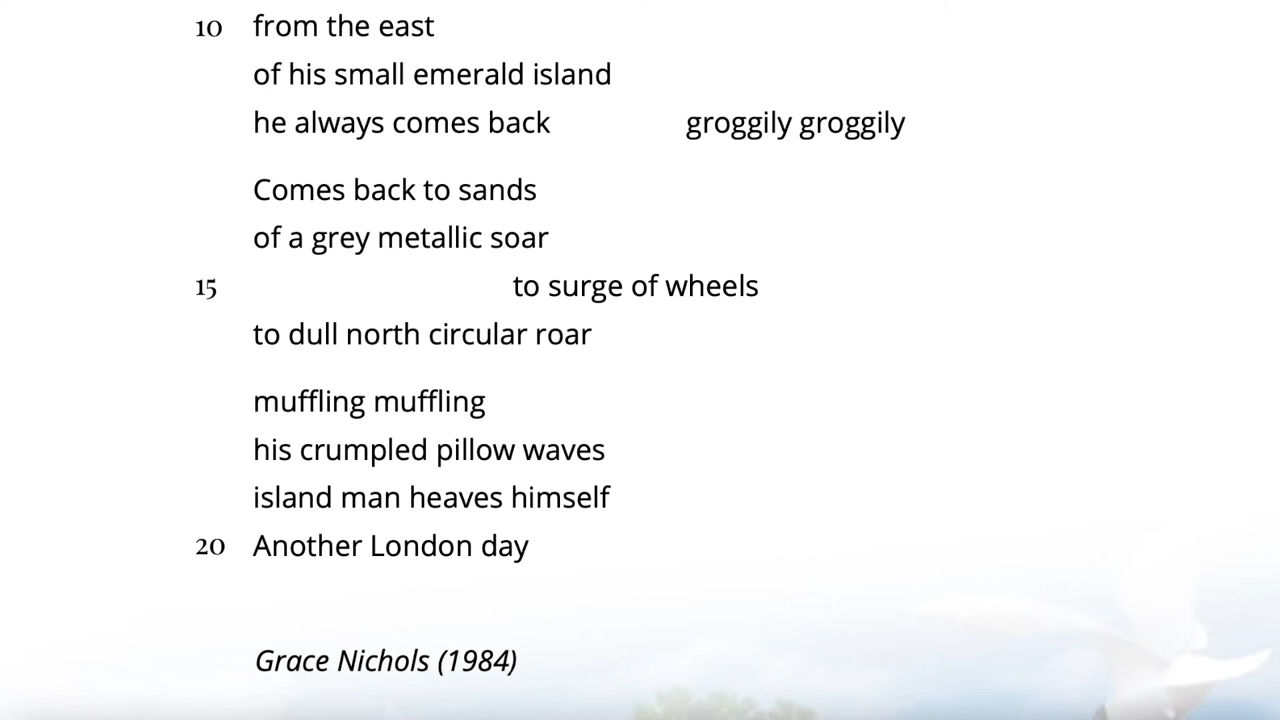 10 from the east
of his small emerald island
he always comes back groggily groggily
Comes back to sands
of a grey metallic soar
15 to surge of wheels
to dull north circular roar
muffling muffling
his crumpled pillow waves
island man heaves himself
20 Another London day
Grace Nichols (1984)